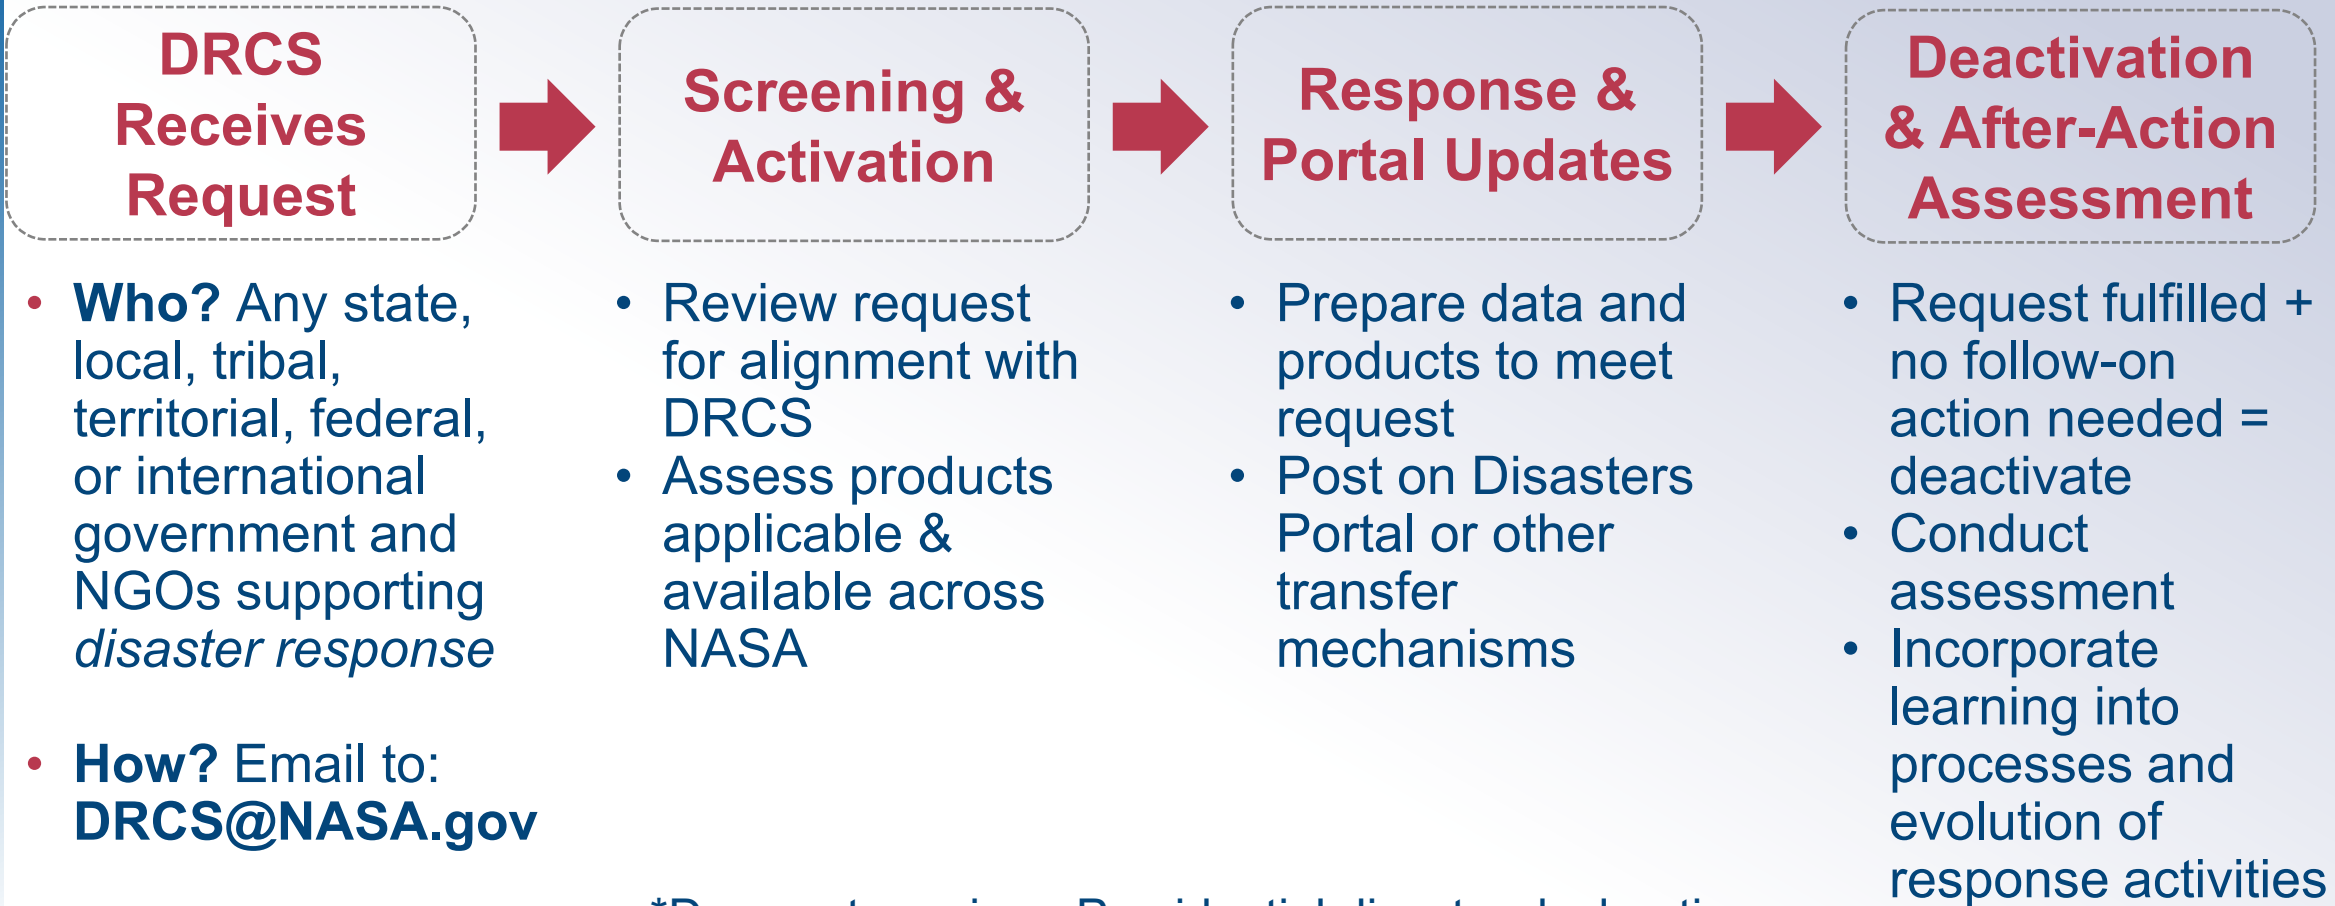 DRCS
Receives
Request
Screening &
Activation
Response &
Portal Updates
Deactivation
& After-Action
Assessment
• Who? Any state,
local, tribal,
territorial, federal,
or international
government and
NGOs supporting
disaster response
• How? Email to:
DRCS@NASA.gov
• Review request
for alignment with
DRCS
• Assess products
applicable &
available across
NASA
• Prepare data and
products to meet
request
• Post on Disasters
Portal or other
transfer
mechanisms
• Request fulfilled +
no follow-on
action needed =
deactivate
• Conduct
assessment
• Incorporate
learning into
processes and
evolution of
response activities